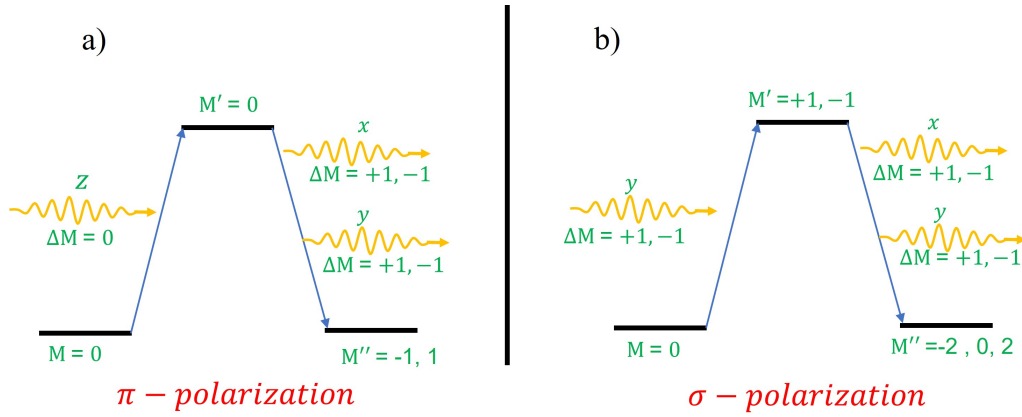 a)
M′ = 0
x
ΔM = +1, −1
Z
ΔM = 0
y
ΔM = +1, −1
M = 0
M′′ = -1, 1
π − polarization
b)
M′ =+1, −1
x
ΔM = +1, −1
y
ΔM = +1, −1
y
ΔM = +1, −1
M = 0
M′′ =-2 , 0, 2
σ − polarization